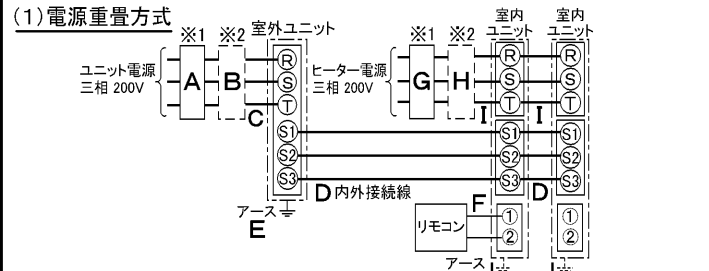 (1)電源重畳方式
※1 ※2 室外ユニット
ユニット電源
三相 200V
A B C
R
S
T
S1
S2
S3
D 内外接続線
アース
E
※1 ※2
ヒーター電源
三相 200V
G H I I
室内
ユニット
室内
ユニット
R R
S S
T T
S1 S1
S2 S2
S3 S3
D
F
リモコン
① ①
② ②
アース